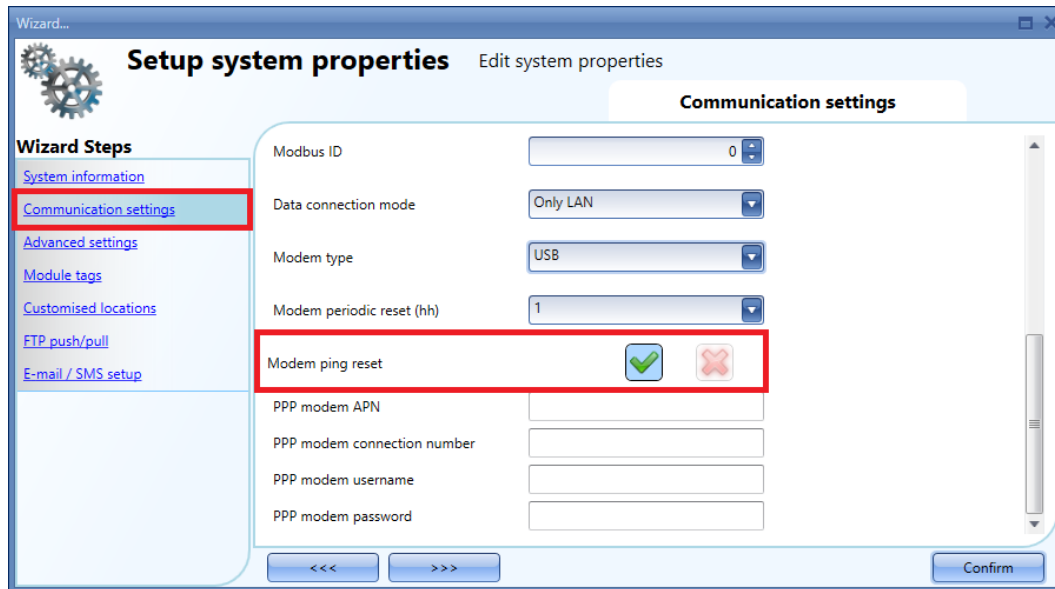 Wizard...
Setup system properties Edit system properties
Communication settings
Wizard Steps
System information
Communication settings
Advanced settings
Module tags
Customised locations
FTP push/pull
E-mail / SMS setup
Modbus ID 0
Data connection mode Only LAN
Modem type USB
Modem periodic reset (hh) 1
Modem ping reset
PPP modem APN
PPP modem connection number
PPP modem username
PPP modem password
<<< >>> Confirm